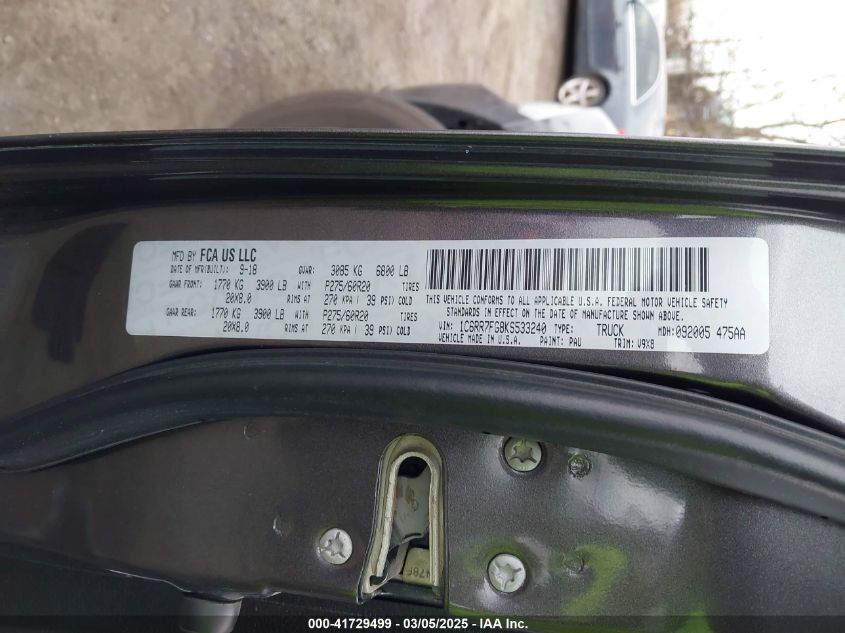 MFD BY FCA US LLC
DATE OF MFR(BUILT): 9-18 GVWR: 3085 KG 6800 LB
GAWR FRONT: 1770 KG 3900 LB WITH P275/60R20 TIRES
20X8.0 RIMS AT 270 KPA ( 39 PSI) COLD
GAWR REAR: 1770 KG 3900 LB WITH P275/60R20 TIRES
20X8.0 RIMS AT 270 KPA ( 39 PSI) COLD
THIS VEHICLE CONFORMS TO ALL APPLICABLE U.S.A. FEDERAL MOTOR VEHICLE SAFETY
STANDARDS IN EFFECT ON THE DATE OF MANUFACTURE SHOWN ABOVE.
VIN: 1C6RR7FG8KS533240 TYPE: TRUCK MDH:092005 475AA
VEHICLE MADE IN U.S.A. PAINT: PAU TRIM: V9X8
000-41729499 - 03/05/2025 - IAA Inc.